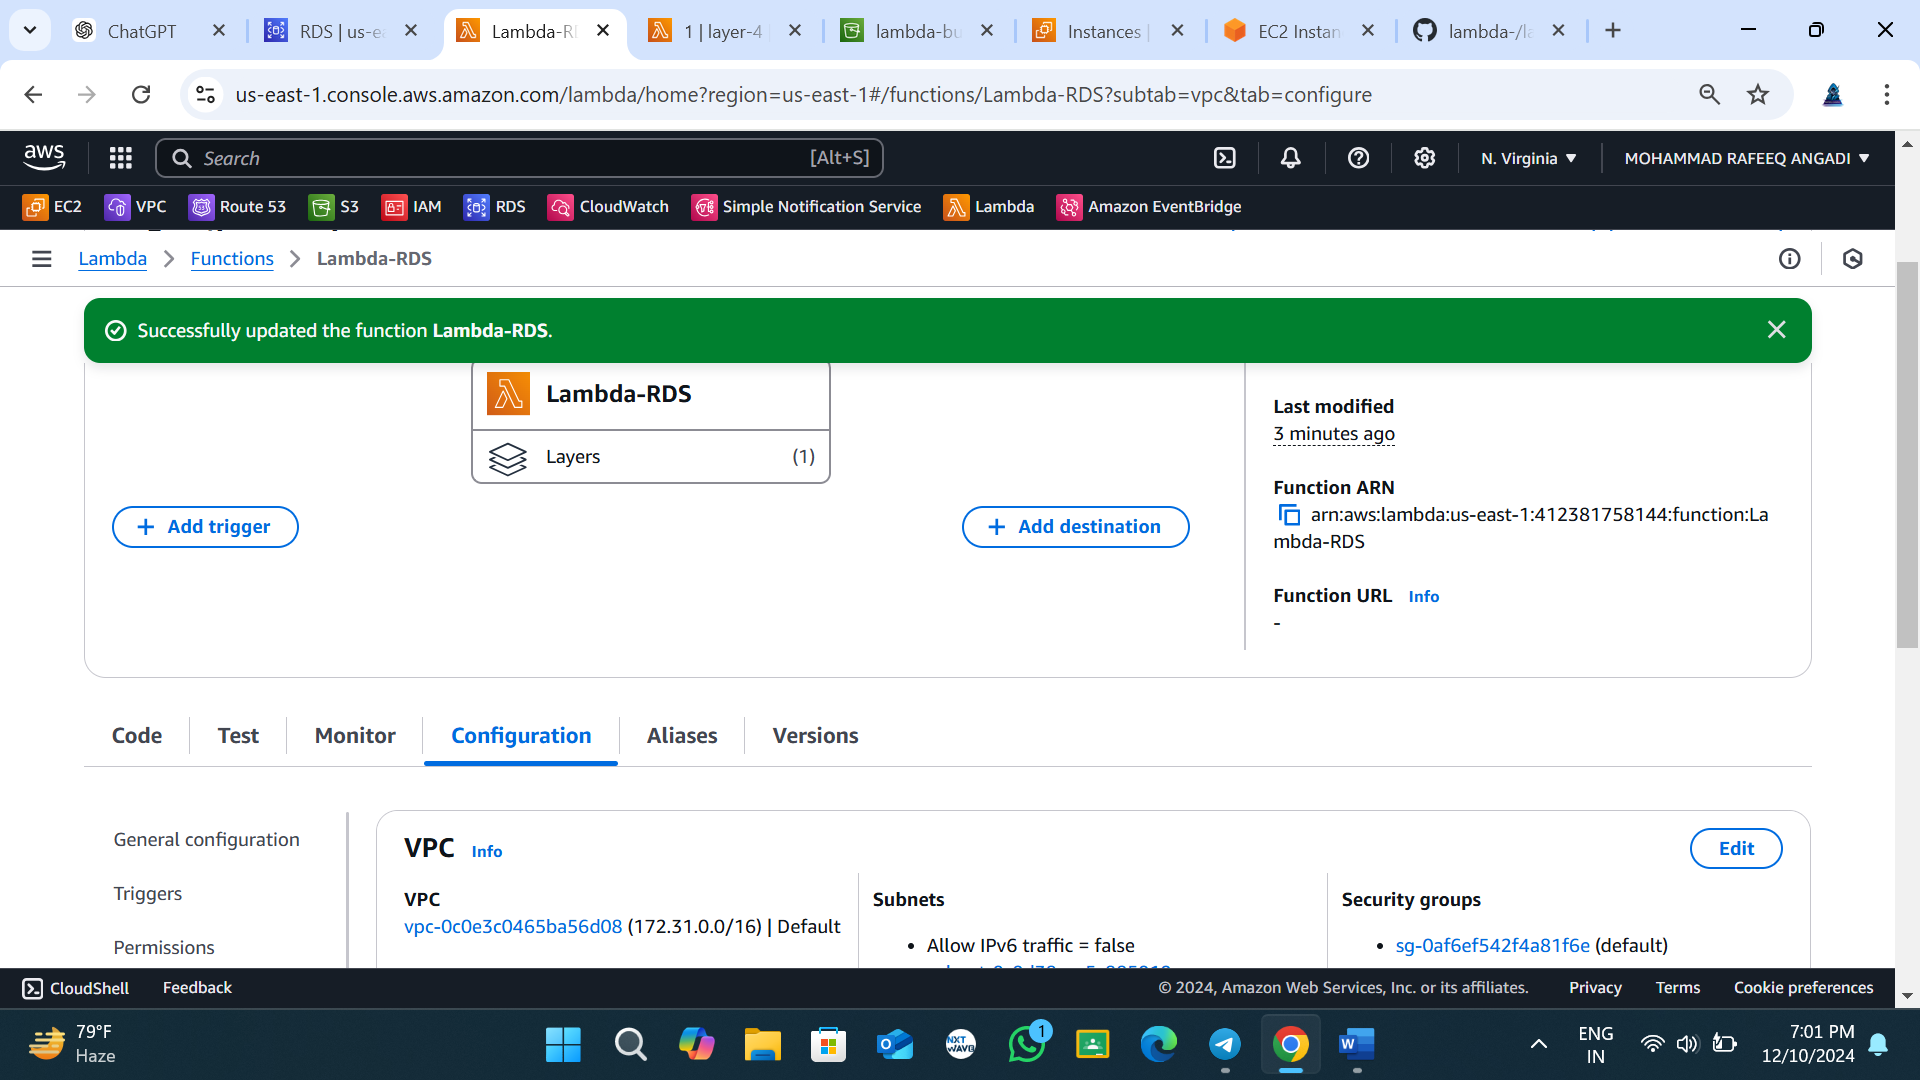 ChatGPT
RDS | us-ea
Lambda-RD
1 | layer-4
lambda-bu
Instances |
EC2 Instan
lambda-/la
us-east-1.console.aws.amazon.com/lambda/home?region=us-east-1#/functions/Lambda-RDS?subtab=vpc&tab=configure
aws
Search
[Alt+S]
N. Virginia
MOHAMMAD RAFEEQ ANGADI
EC2
VPC
Route 53
S3
IAM
RDS
CloudWatch
Simple Notification Service
Lambda
Amazon EventBridge
Lambda
Functions
Lambda-RDS
Successfully updated the function Lambda-RDS.
Lambda-RDS
Layers
(1)
Add trigger
Add destination
Last modified
3 minutes ago
Function ARN
arn:aws:lambda:us-east-1:412381758144:function:La
mbda-RDS
Function URL Info
-
Code
Test
Monitor
Configuration
Aliases
Versions
General configuration
Triggers
Permissions
VPC Info
Edit
VPC
vpc-0c0e3c0465ba56d08 (172.31.0.0/16) | Default
Subnets
• Allow IPv6 traffic = false
Security groups
• sg-0af6ef542f4a81f6e (default)
CloudShell
Feedback
© 2024, Amazon Web Services, Inc. or its affiliates.
Privacy
Terms
Cookie preferences
79°F
Haze
NXT
WAVE
1
ENG
IN
7:01 PM
12/10/2024